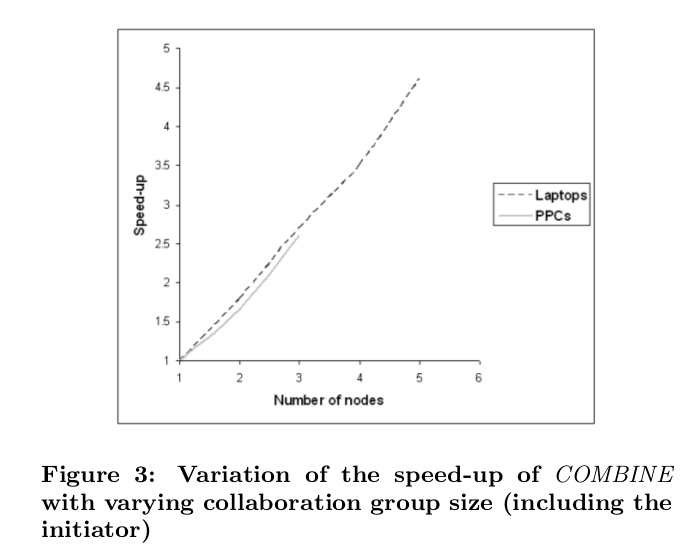 5
4.5
4
3.5
3
2.5
2
1.5
1
Speed-up
1 2 3 4 5 6
Number of nodes
Laptops
PPCs
Figure 3: Variation of the speed-up of COMBINE
with varying collaboration group size (including the
initiator)